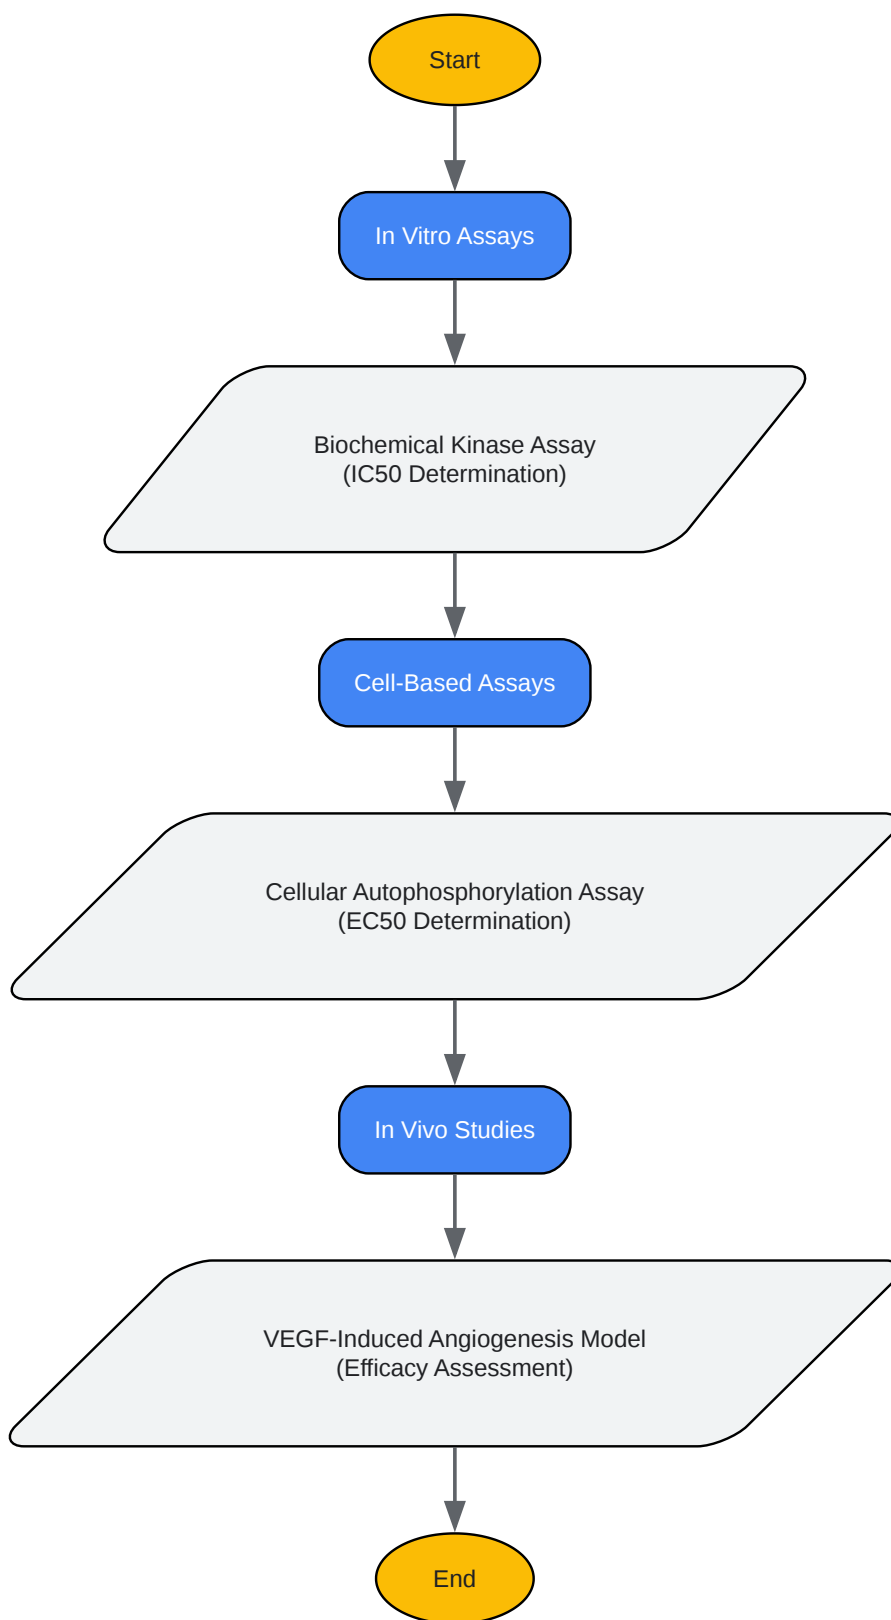 Start
In Vitro Assays
Biochemical Kinase Assay
(IC50 Determination)
Cell-Based Assays
Cellular Autophosphorylation Assay
(EC50 Determination)
In Vivo Studies
VEGF-Induced Angiogenesis Model
(Efficacy Assessment)
End